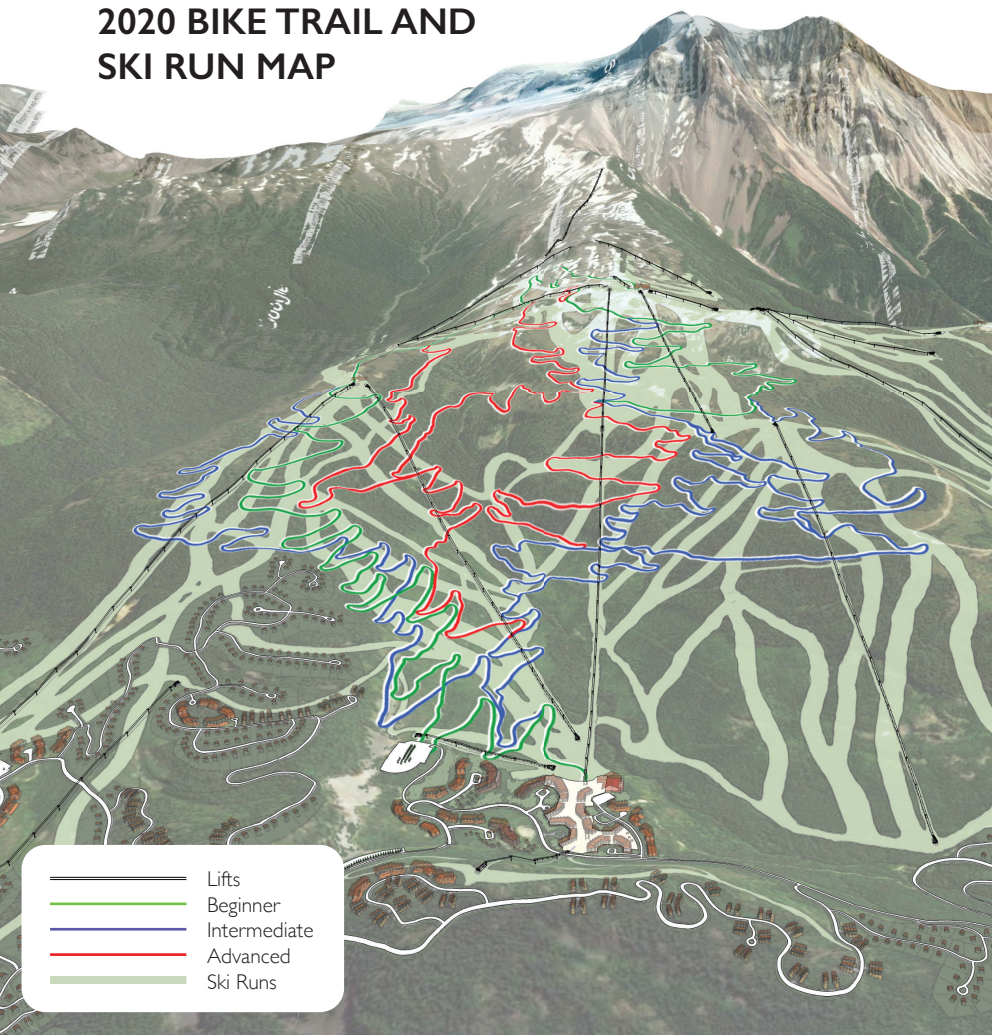 2020 BIKE TRAIL AND
SKI RUN MAP
Lifts
Beginner
Intermediate
Advanced
Ski Runs